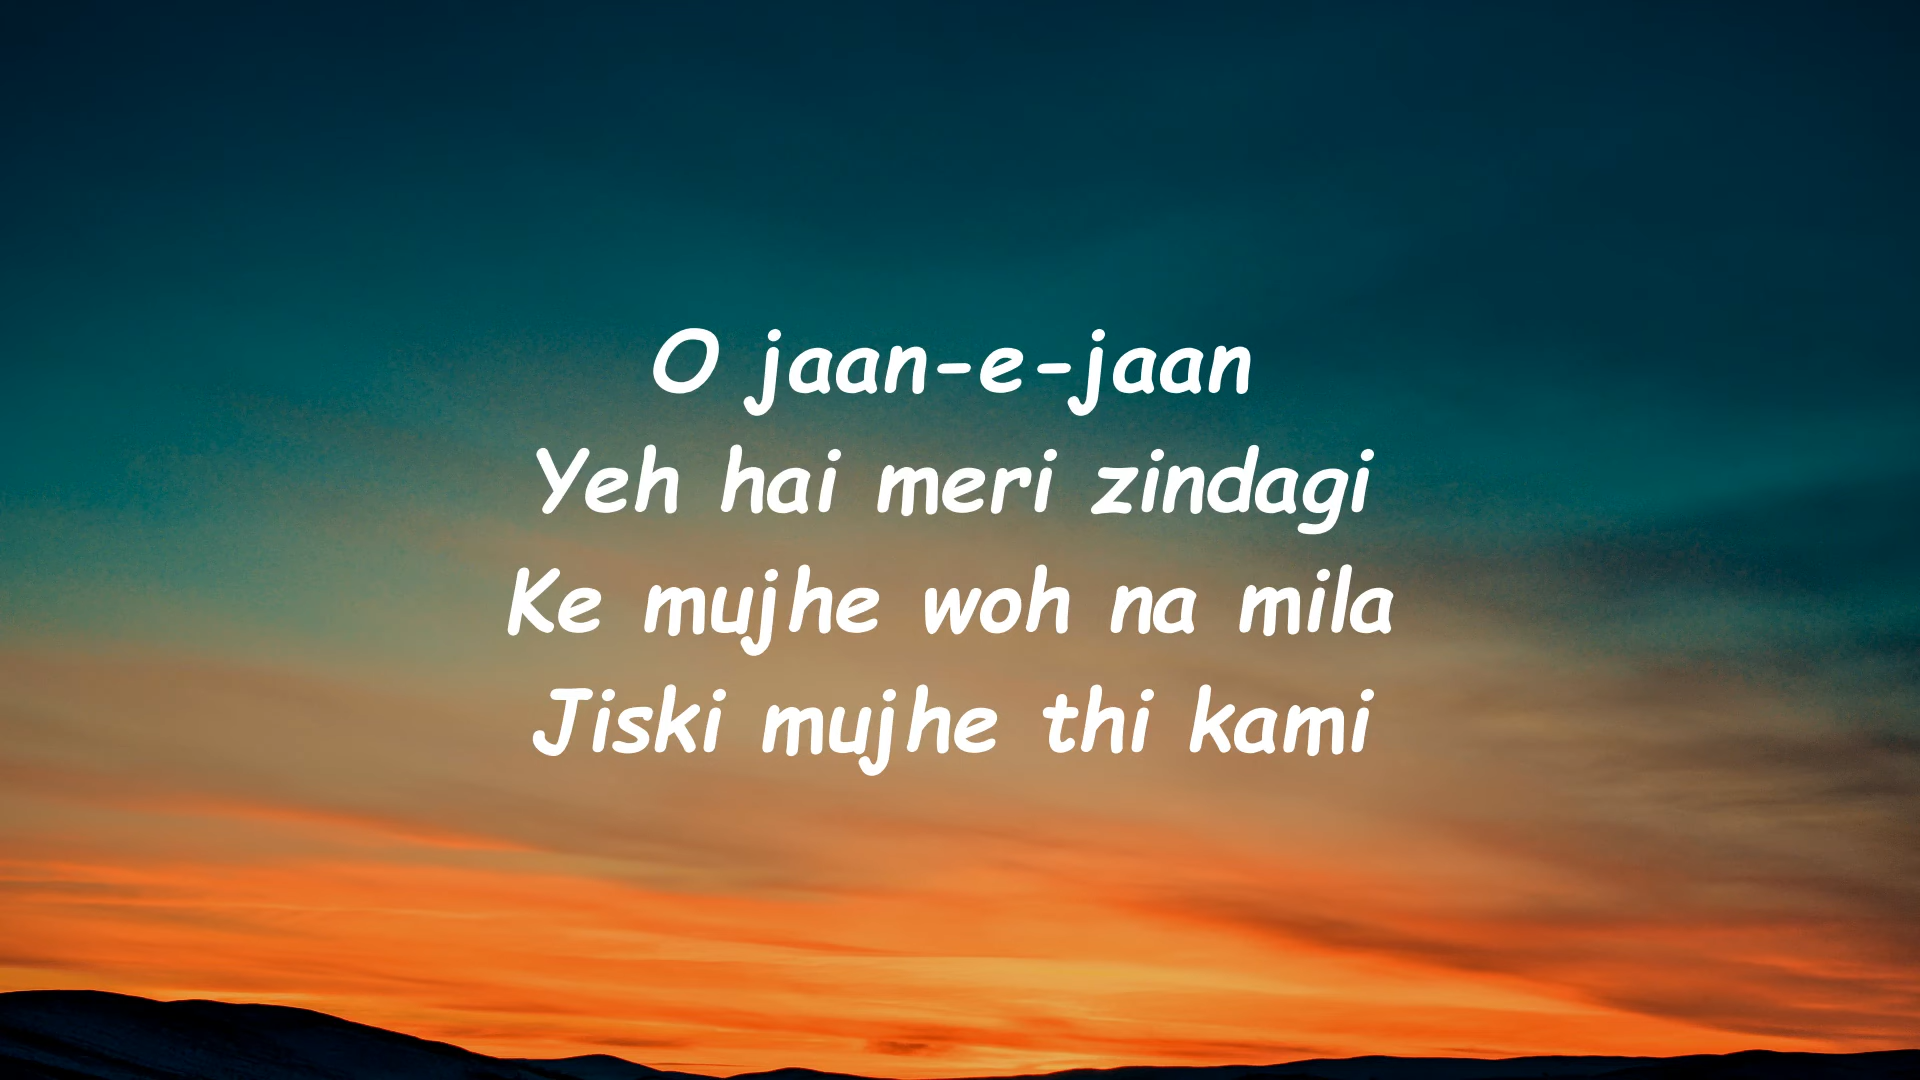 O jaan-e-jaan
Yeh hai meri zindagi
Ke mujhe woh na mila
Jiski mujhe thi kami